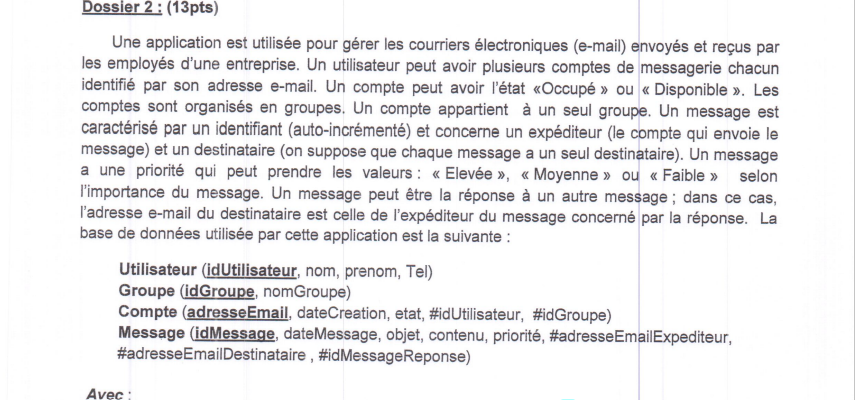 Dossier 2 : (13pts)
Une application est utilisée pour gérer les courriers électroniques (e-mail) envoyés et reçus par
les employés d'une entreprise. Un utilisateur peut avoir plusieurs comptes de messagerie chacun
identifié par son adresse e-mail. Un compte peut avoir l'état «Occupé » ou « Disponible ». Les
comptes sont organisés en groupes. Un compte appartient à un seul groupe. Un message est
caractérisé par un identifiant (auto-incrémenté) et concerne un expéditeur (le compte qui envoie le
message) et un destinataire (on suppose que chaque message a un seul destinataire). Un message
a une priorité qui peut prendre les valeurs : « Elevée », « Moyenne » ou « Faible » selon
l'importance du message. Un message peut être la réponse à un autre message ; dans ce cas,
l'adresse e-mail du destinataire est celle de l'expéditeur du message concerné par la réponse. La
base de données utilisée par cette application est la suivante :
Utilisateur (idUtilisateur, nom, prenom, Tel)
Groupe (idGroupe, nomGroupe)
Compte (adresseEmail, dateCreation, etat, #idUtilisateur, #idGroupe)
Message (idMessage, dateMessage, objet, contenu, priorité, #adresseEmailExpediteur,
#adresseEmailDestinataire , #idMessageReponse)
Avec :